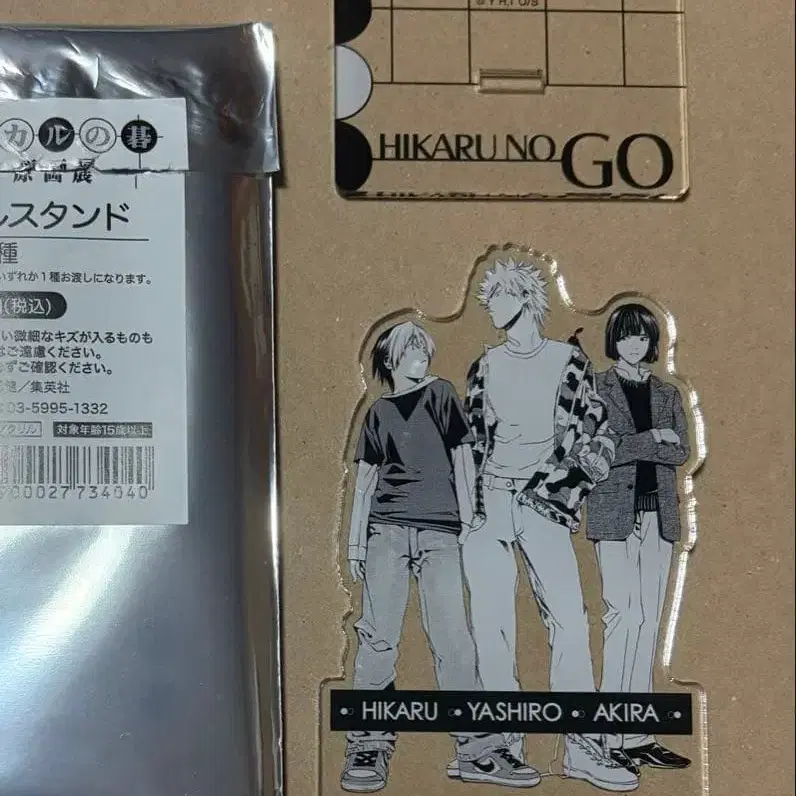 カルの碁
原画展
ルスタンド
種
いずれか1種お渡しになります。
(税込)
い微細なキズが入るものも
はご遠慮ください。
ずご確認ください。
健／集英社
03-5995-1332
対象年齢15歳以上
00027734040
HIKARU NO GO
HIKARU YASHIRO AKIRA